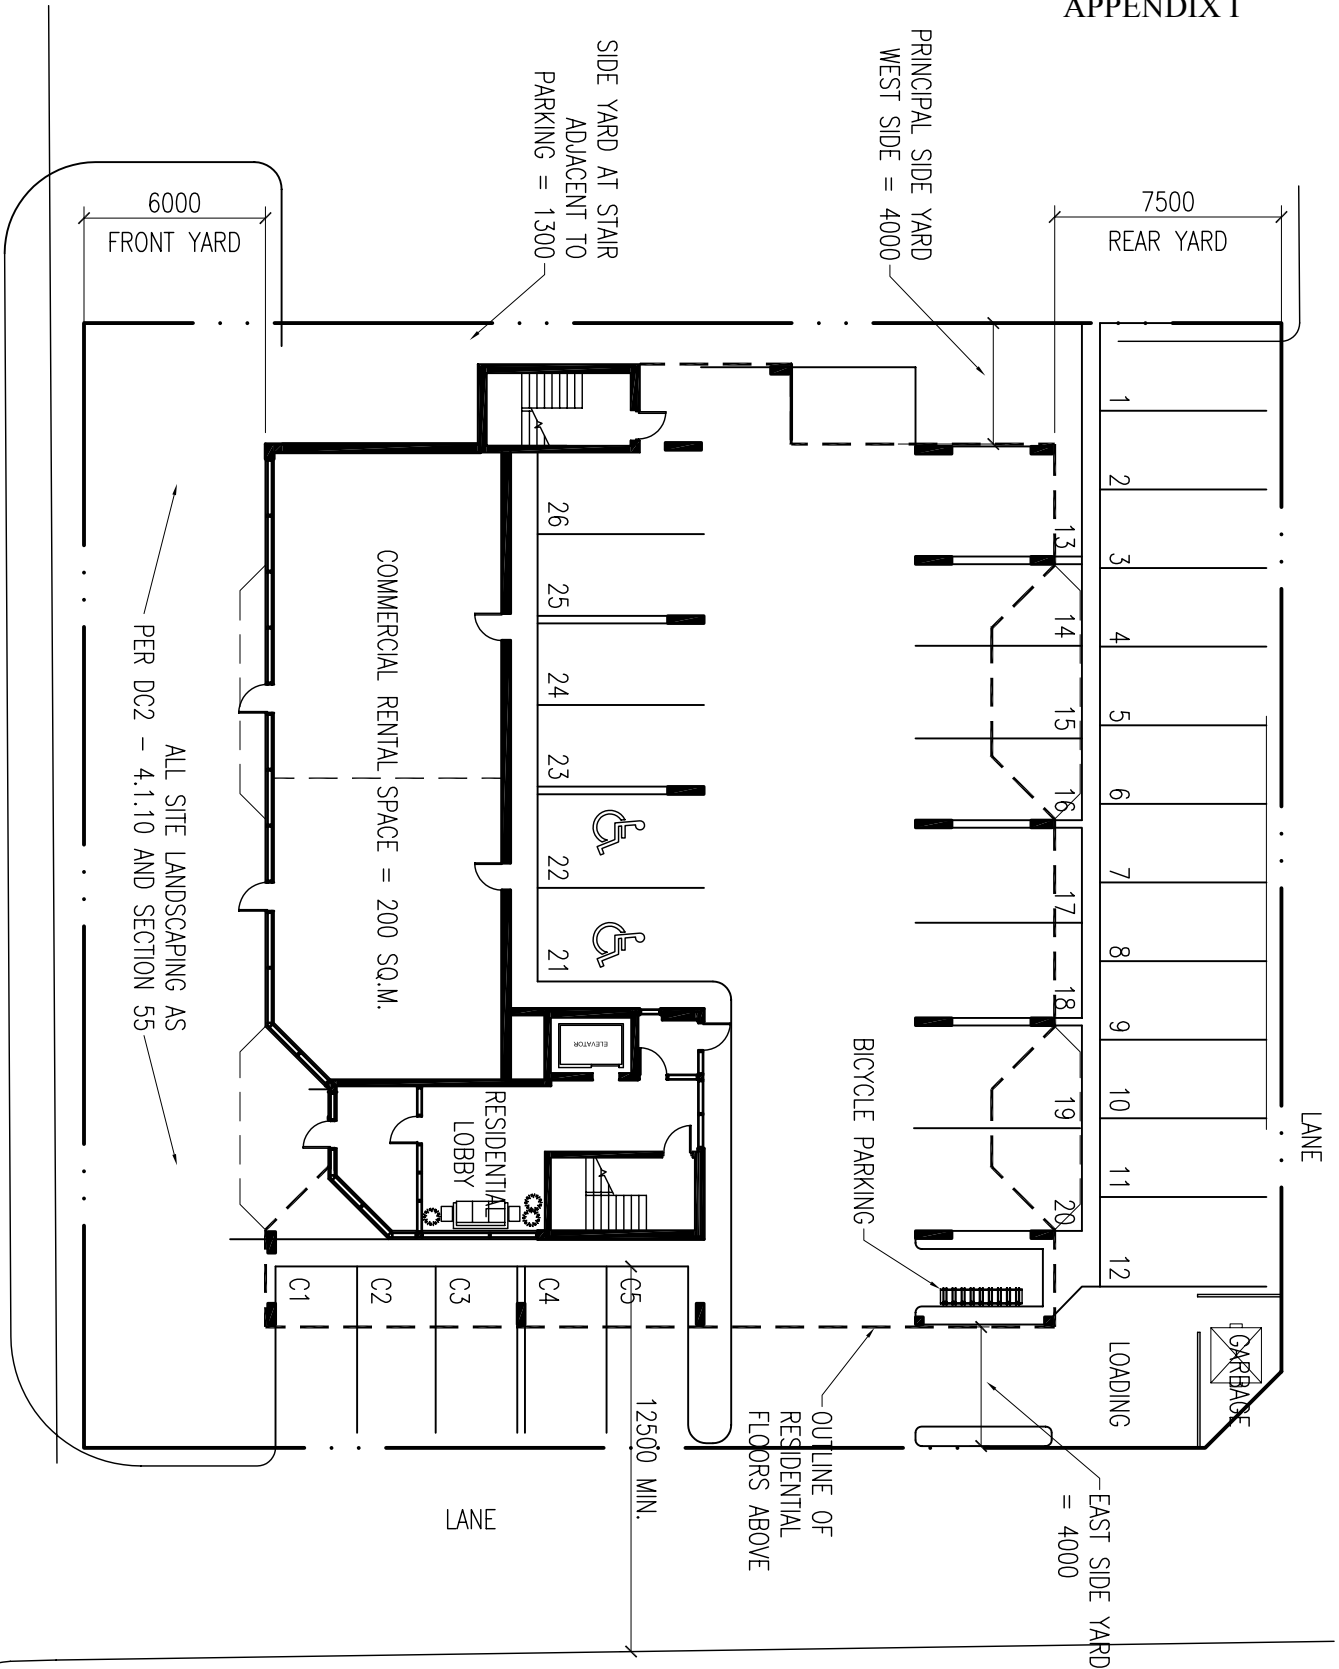 APPENDIX I
PRINCIPAL SIDE YARD
WEST SIDE = 4000
SIDE YARD AT STAIR
ADJACENT TO
PARKING = 1300
6000
FRONT YARD
7500
REAR YARD
1
2
3
4
5
6
7
8
9
10
11
12
13
14
15
16
17
18
19
20
26
25
24
23
22
21
COMMERCIAL RENTAL SPACE = 200 SQ.M.
ALL SITE LANDSCAPING AS
PER DC2 - 4.1.10 AND SECTION 55
ELEVATOR
RESIDENTIAL
LOBBY
BICYCLE PARKING
LANE
C1
C2
C3
C4
C5
LOADING
GARBAGE
12500 MIN.
OUTLINE OF
RESIDENTIAL
FLOORS ABOVE
EAST SIDE YARD
= 4000
LANE